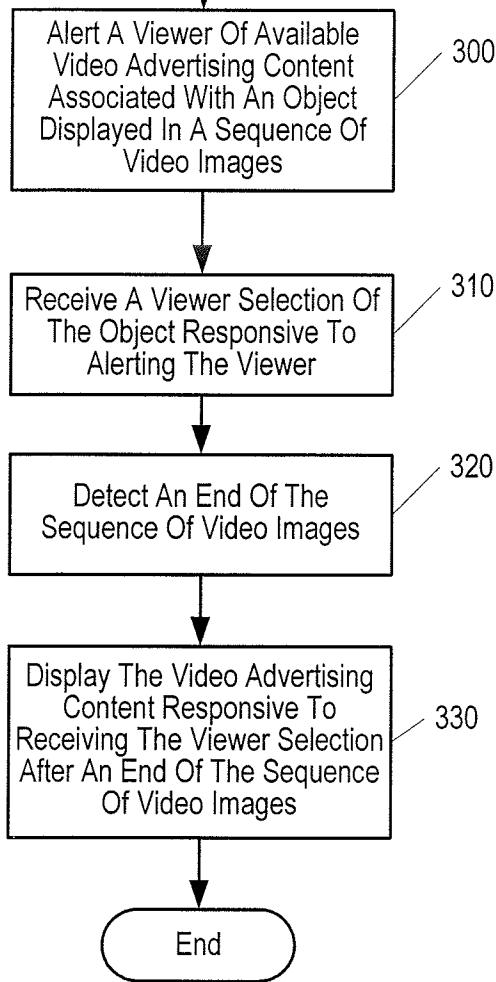 Alert A Viewer Of Available
Video Advertising Content
Associated With An Object
Displayed In A Sequence Of
Video Images
300
Receive A Viewer Selection Of
The Object Responsive To
Alerting The Viewer
310
Detect An End Of The
Sequence Of Video Images
320
Display The Video Advertising
Content Responsive To
Receiving The Viewer Selection
After An End Of The Sequence
Of Video Images
330
End